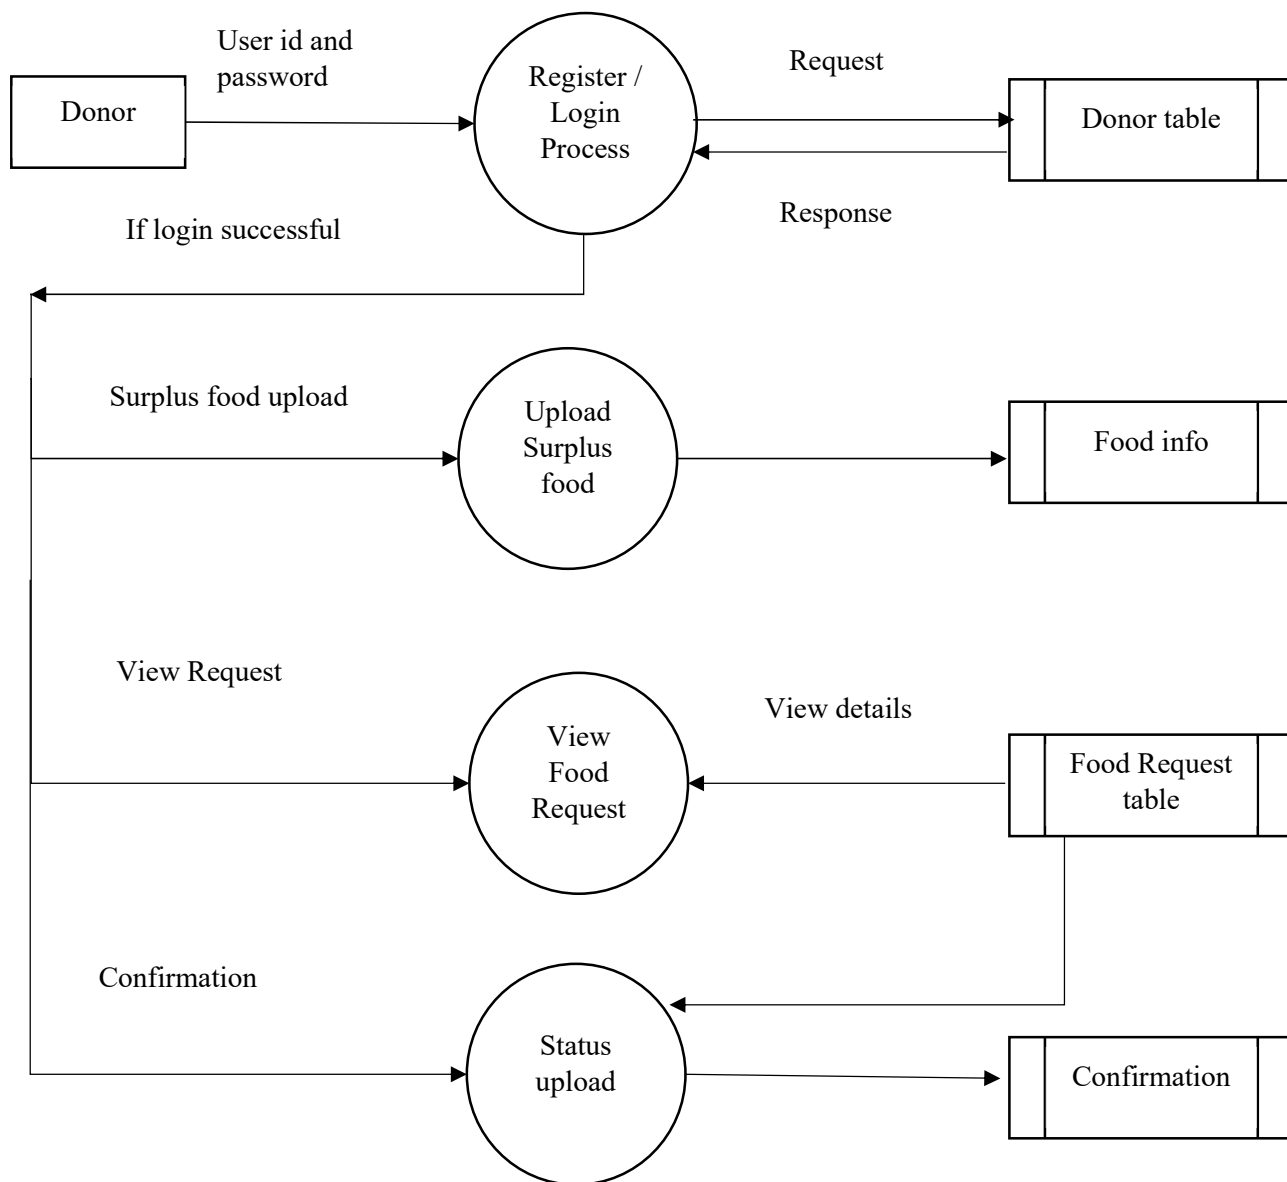 User id and
password
Donor
Register /
Login
Process
Request
Donor table
Response
If login successful
Surplus food upload
Upload
Surplus
food
Food info
View Request
View
Food
Request
View details
Food Request
table
Confirmation
Status
upload
Confirmation